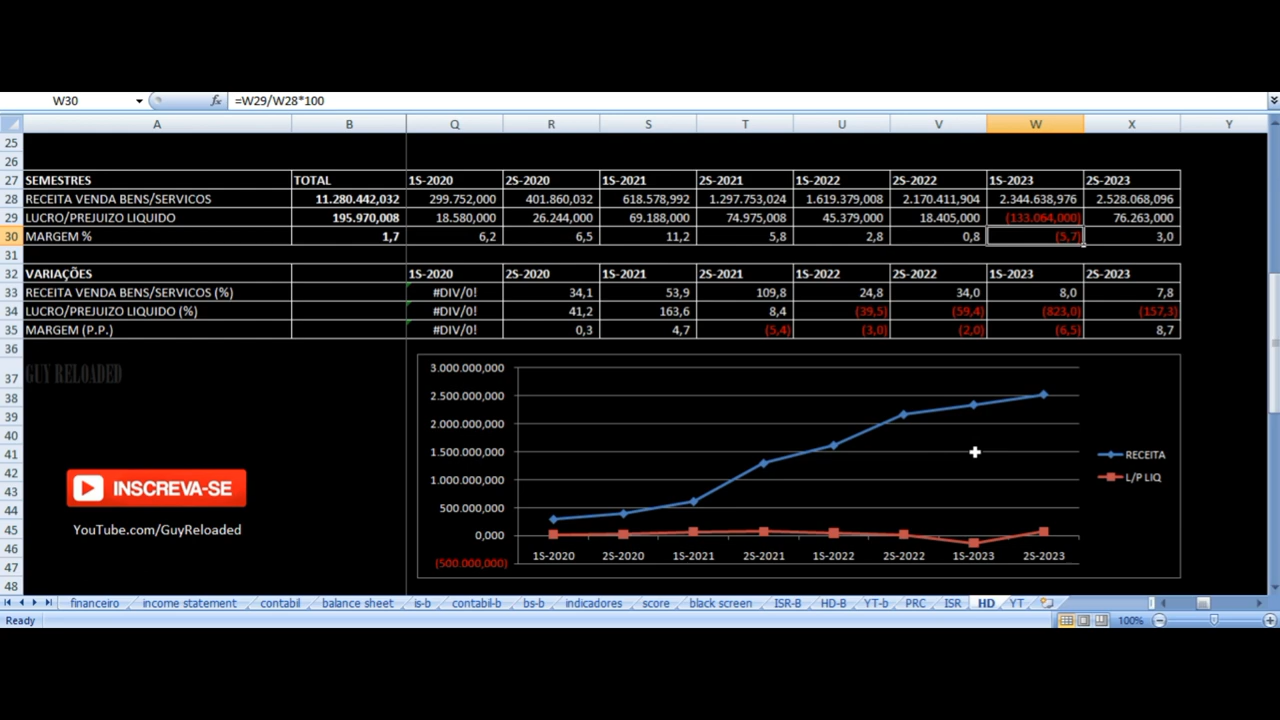 W30 fx =W29/W28*100
A B Q R S T U V W X Y
25
26
27 SEMESTRES TOTAL 1S-2020 2S-2020 1S-2021 2S-2021 1S-2022 2S-2022 1S-2023 2S-2023
28 RECEITA VENDA BENS/SERVICOS 11.280.442,032 299.752,000 401.860,032 618.578,992 1.297.753,024 1.619.379,008 2.170.411,904 2.344.638,976 2.528.068,096
29 LUCRO/PREJUIZO LIQUIDO 195.970,008 18.580,000 26.244,000 69.188,000 74.975,008 45.379,000 18.405,000 (133.064,000) 76.263,000
30 MARGEM % 1,7 6,2 6,5 11,2 5,8 2,8 0,8 (5,7) 3,0
31
32 VARIAÇÕES 1S-2020 2S-2020 1S-2021 2S-2021 1S-2022 2S-2022 1S-2023 2S-2023
33 RECEITA VENDA BENS/SERVICOS (%) #DIV/0! 34,1 53,9 109,8 24,8 34,0 8,0 7,8
34 LUCRO/PREJUIZO LIQUIDO (%) #DIV/0! 41,2 163,6 8,4 (39,5) (59,4) (823,0) (157,3)
35 MARGEM (P.P.) #DIV/0! 0,3 4,7 (5,4) (3,0) (2,0) (6,5) 8,7
36
37 GUY RELOADED
38
39
40
41
42
43
44
45
46
47
48
INSCREVA-SE
YouTube.com/GuyReloaded
3.000.000,000
2.500.000,000
2.000.000,000
1.500.000,000
1.000.000,000
500.000,000
0,000
(500.000,000)
1S-2020 2S-2020 1S-2021 2S-2021 1S-2022 2S-2022 1S-2023 2S-2023
RECEITA
L/P LIQ
financeiro income statement contabil balance sheet is-b contabil-b bs-b indicadores score black screen ISR-B HD-B YT-b PRC ISR HD YT
Ready 100%